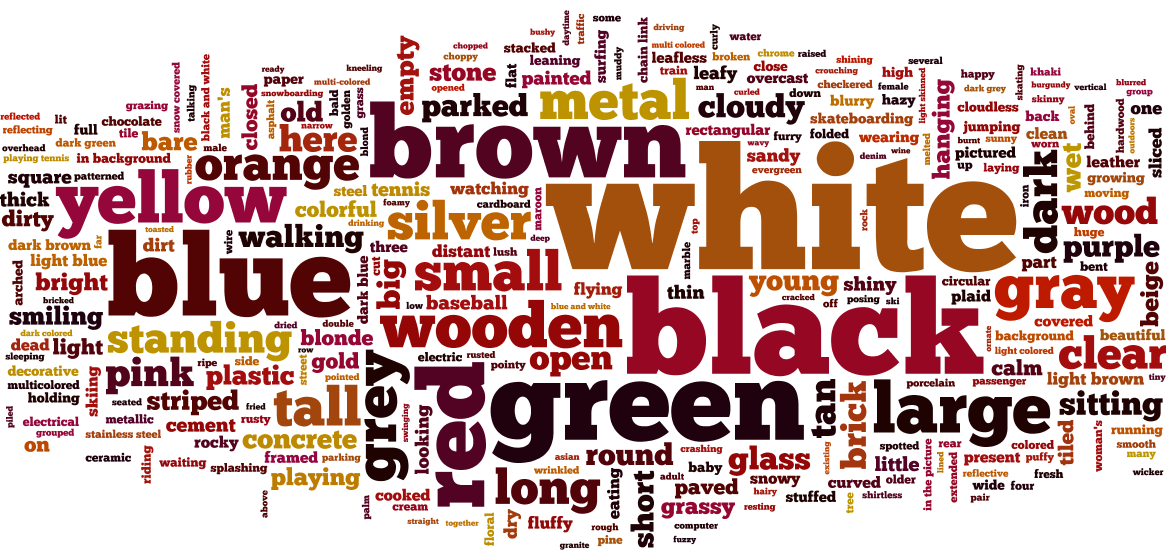 white
black
brown
green
blue
red
yellow
wooden
large
gray
small
silver
metal
grey
orange
long
tall
standing
clear
dark
pink
walking
parked
cloudy
sitting
purple
wood
round
glass
open
brick
tan
short
here
old
bare
closed
man's
black and white
snow covered
talking
grazing
chocolate
tile
full
lit
reflected
reflecting
dark green
overhead
playing tennis
in background
male
rubber
square
patterned
thick
dirty
toasted
dirt
far
dark brown
light blue
arched
bright
bricked
smiling
dark colored
dead
light
sleeping
decorative
multicolored
holding
skiing
piled
electrical
grouped
on
seated
metallic
stainless steel
ceramic
riding
waiting
striped
cement
rocky
splashing
rusty
fried
ripe
side
plastic
dried
double
row
blonde
street
gold
pointed
concrete
framed
parking
playing
above
palm
cooked
cream
straight
together
floral
dry
fluffy
granite
rough
pine
wrinkled
asian
eating
looking
swinging
electric
rusted
pointy
low
baseball
blue and white
big
cut
dark blue
three
distant
lush
deep
maroon
cardboard
watching
foamy
drinking
tennis
steel
colorful
wire
paper
ready
snowboarding
kneeling
multi-colored
bald
golden
grass
blond
narrow
asphalt
empty
stone
opened
chopped
choppy
stacked
bushy
daytime
traffic
some
leaning
flat
painted
surfing
muddy
chain link
driving
multi colored
leafless
train
leafy
man
curly
water
broken
chrome
raised
close
overcast
curled
down
crouching
shining
checkered
blurry
hazy
high
female
several
light skinned
skateboarding
rectangular
wavy
furry
folded
wearing
sandy
evergreen
denim
wine
melted
hanging
happy
dark grey
cloudless
skating
khaki
burgundy
vertical
skinny
blurred
group
back
oval
jumping
burnt
sunny
clean
worn
behind
hardwood
outdoors
one
sliced
pictured
up
laying
wet
leather
growing
moving
iron
huge
part
bent
beige
rock
top
marble
flying
thin
young
cracked
off
shiny
posing
ski
circular
plaid
covered
background
beautiful
ornate
light colored
calm
light brown
tiny
porcelain
passenger
tiled
woman's
running
smooth
many
wicker
colored
puffy
present
reflective
fresh
wide
four
pair
rear
lined
extended
in the picture
spotted
little
older
curved
shirtless
tree
existing
stuffed
snowy
hairy
resting
baby
crashing
adult
paved
grassy
computer
fuzzy